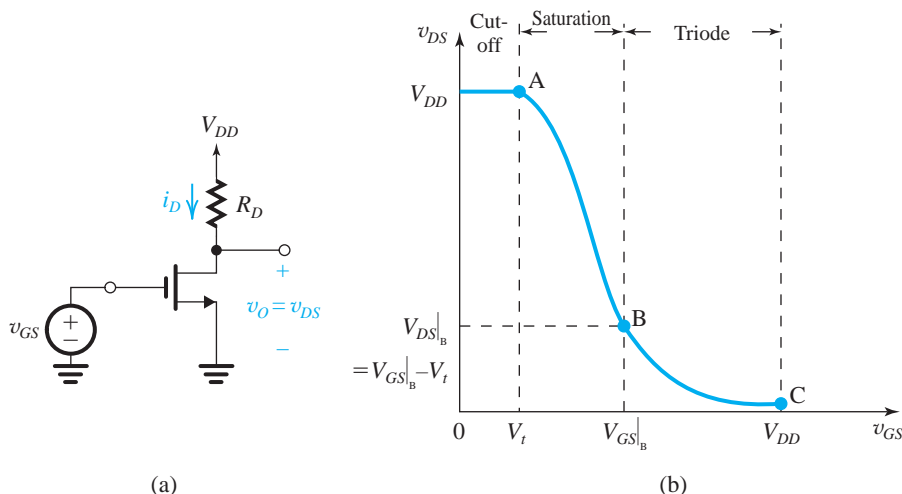 V_DD
i_D
R_D
+
v_O = v_DS
−
v_GS
+
−
(a)
v_DS
Cut-
off
Saturation
Triode
V_DD
A
V_DS|_B
= V_GS|_B – V_t
B
C
0
V_t
V_GS|_B
V_DD
v_GS
(b)